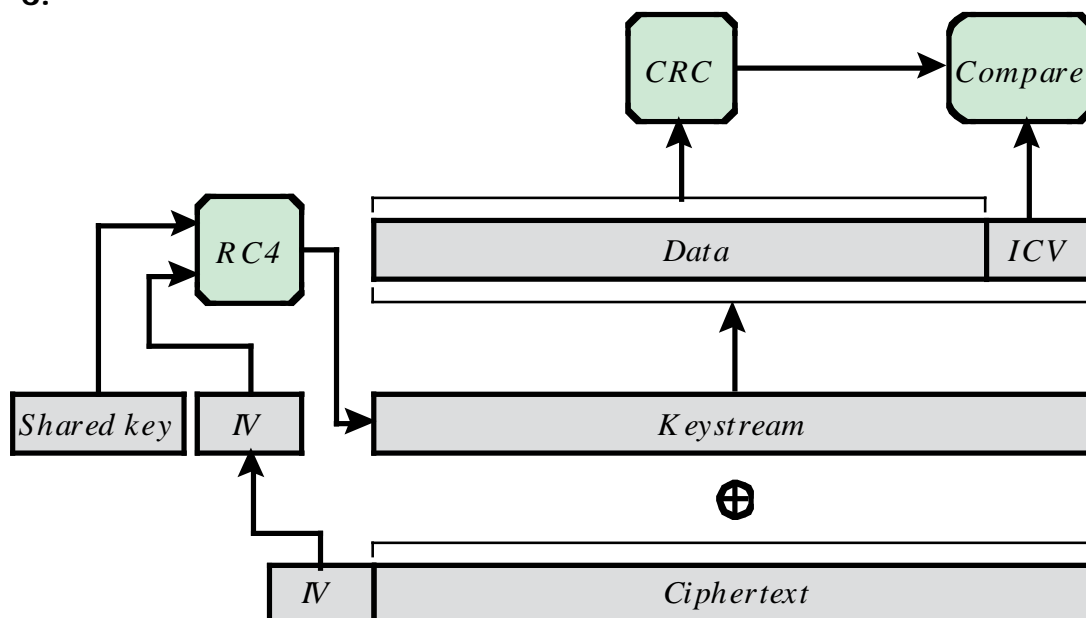 CRC
Compare
RC4
Data
ICV
Shared key
IV
Keystream
IV
Ciphertext